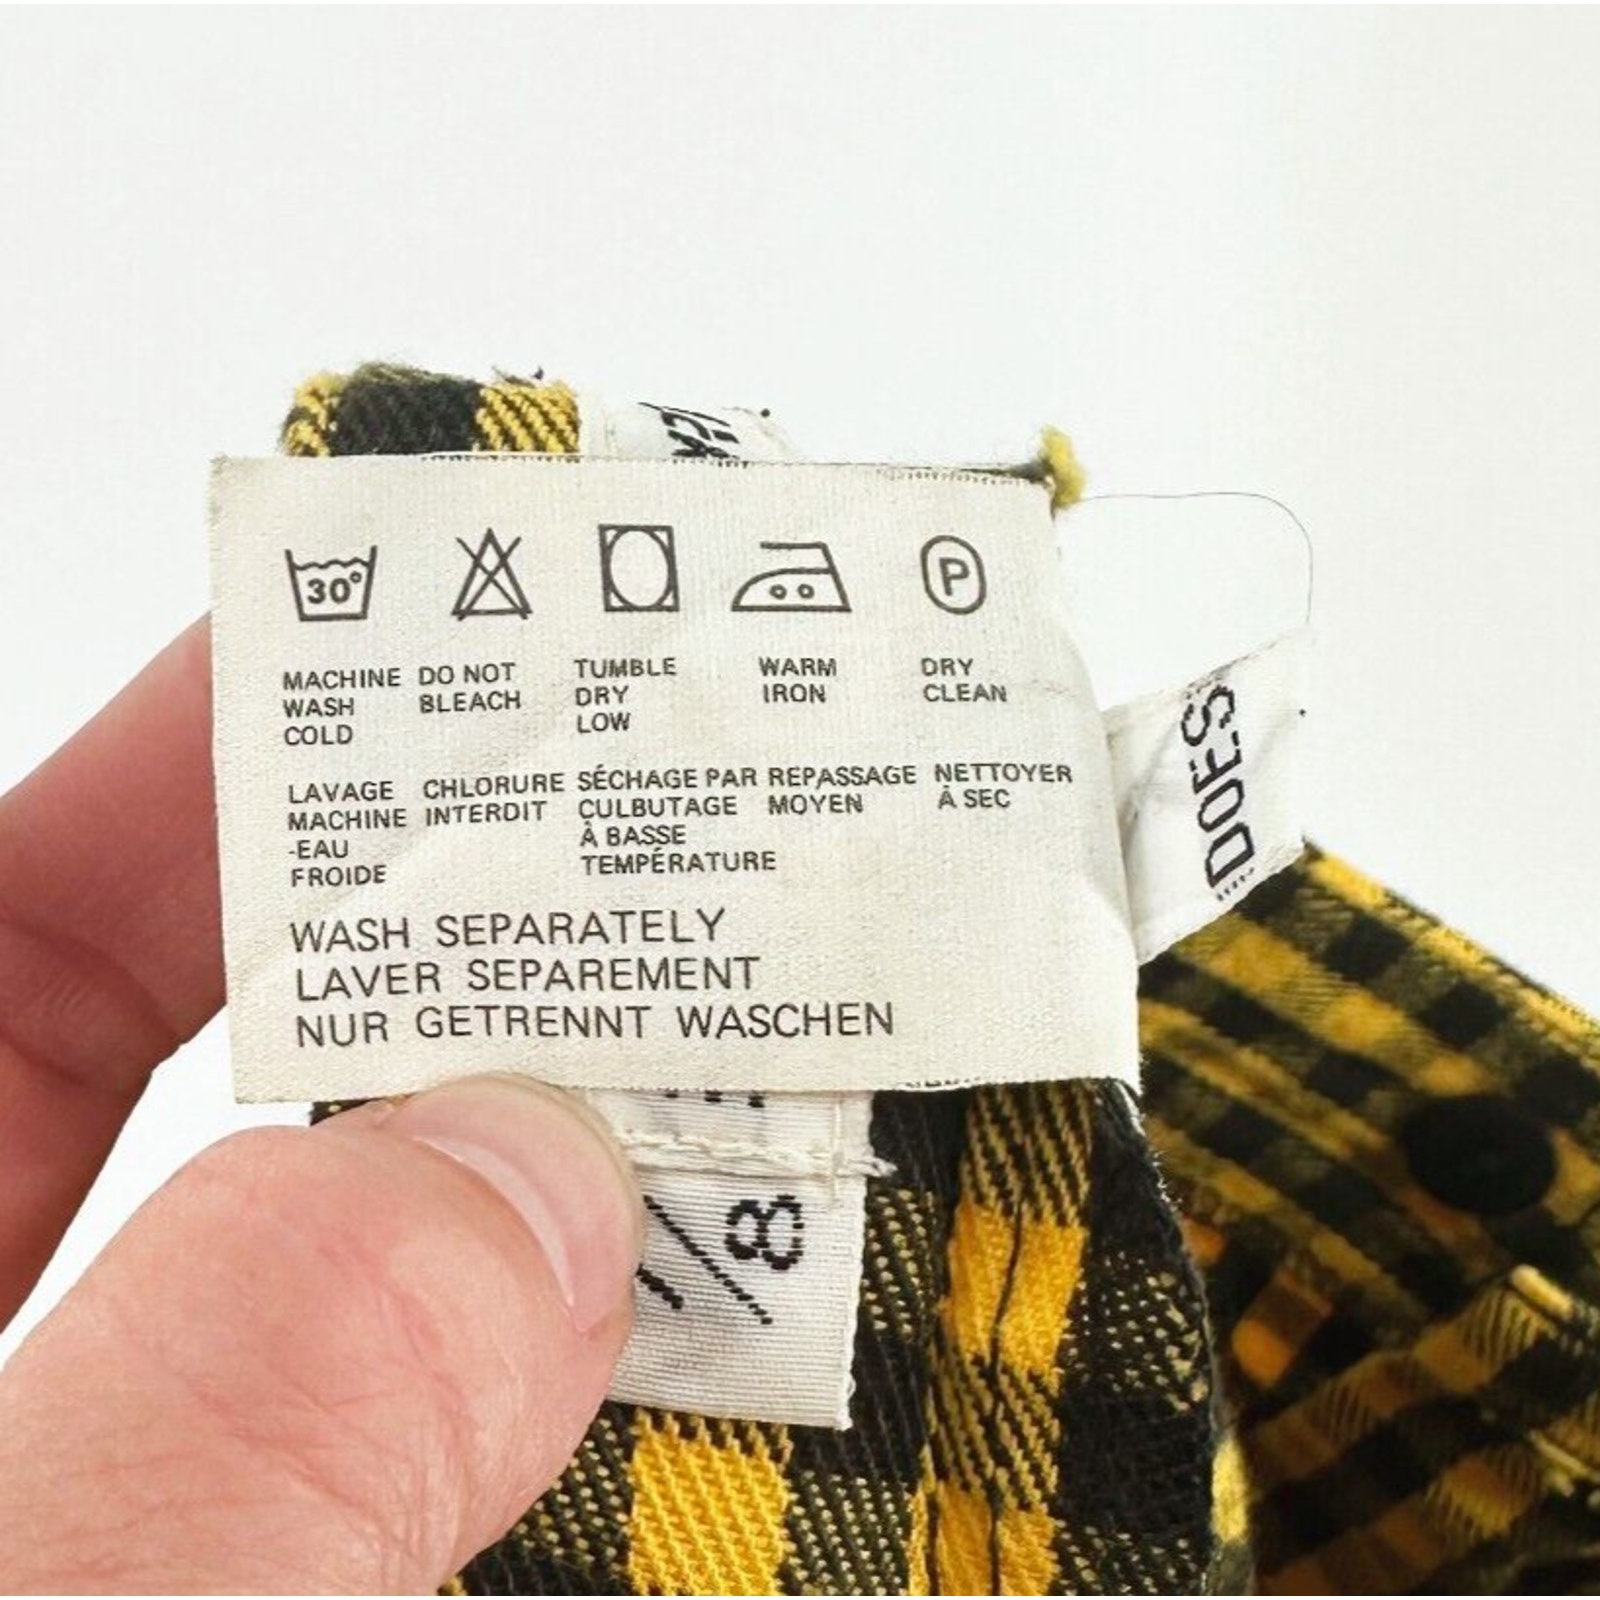 30°
P
MACHINE WASH COLD
DO NOT BLEACH
TUMBLE DRY LOW
WARM IRON
DRY CLEAN
LAVAGE MACHINE -EAU FROIDE
CHLORURE INTERDIT
SÉCHAGE PAR CULBUTAGE À BASSE TEMPÉRATURE
REPASSAGE MOYEN
NETTOYER À SEC
WASH SEPARATELY
LAVER SEPAREMENT
NUR GETRENNT WASCHEN
DOES
/8